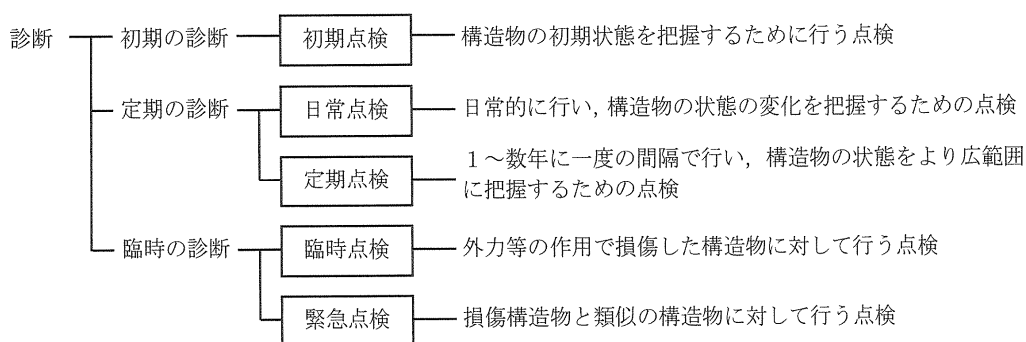 診断 初期の診断 初期点検 構造物の初期状態を把握するために行う点検
定期の診断 日常点検 日常的に行い,構造物の状態の変化を把握するための点検
定期点検 1～数年に一度の間隔で行い,構造物の状態をより広範囲
に把握するための点検
臨時の診断 臨時点検 外力等の作用で損傷した構造物に対して行う点検
緊急点検 損傷構造物と類似の構造物に対して行う点検